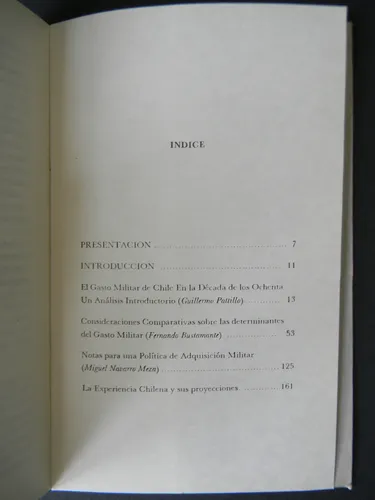 INDICE
PRESENTACION ................ 7
INTRODUCCION ................ 11
El Gasto Militar de Chile En la Década de los Ochenta
Un Análisis Introductorio (Guillermo Pattillo) ......... 13
Consideraciones Comparativas sobre las determinantes
del Gasto Militar (Fernando Bustamante) .......... 53
Notas para una Política de Adquisición Militar
(Miguel Navarro Meza) ................ 125
La Experiencia Chilena y sus proyecciones ......... 161